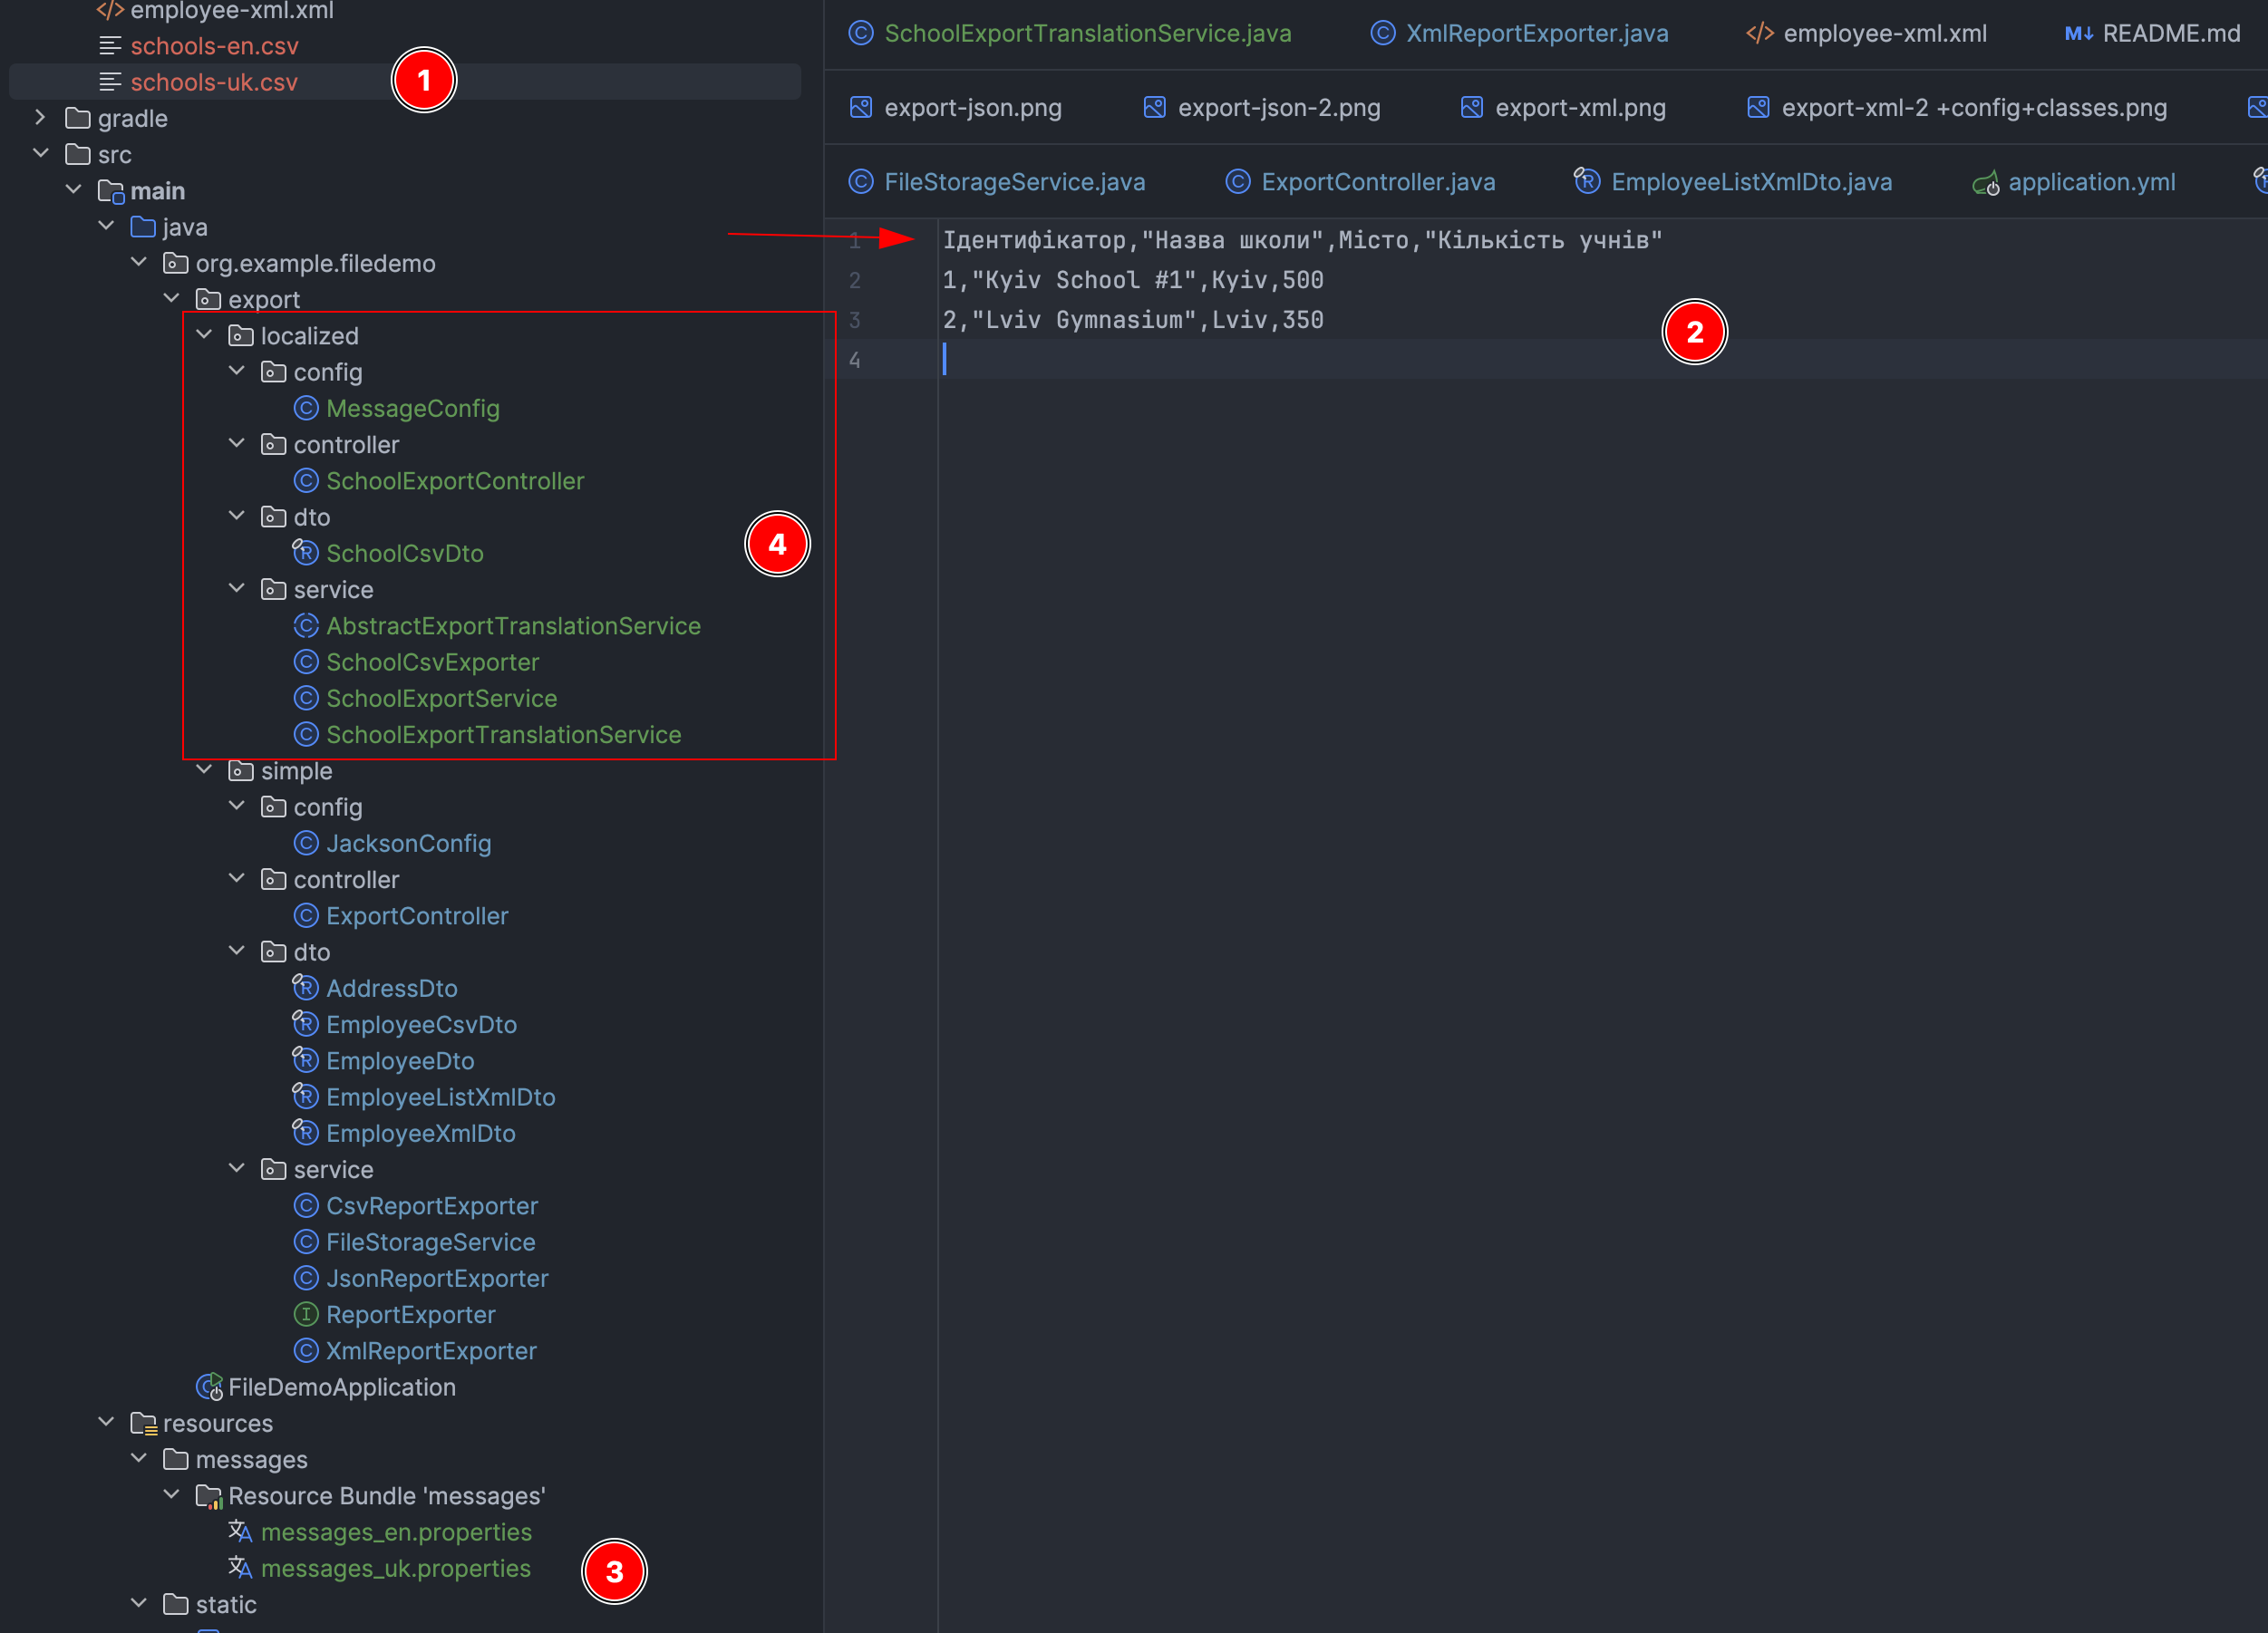 employee-xml.xml
schools-en.csv
schools-uk.csv
1
gradle
src
main
java
org.example.filedemo
export
localized
config
MessageConfig
controller
SchoolExportController
dto
SchoolCsvDto
4
service
AbstractExportTranslationService
SchoolCsvExporter
SchoolExportService
SchoolExportTranslationService
simple
config
JacksonConfig
controller
ExportController
dto
AddressDto
EmployeeCsvDto
EmployeeDto
EmployeeListXmlDto
EmployeeXmlDto
service
CsvReportExporter
FileStorageService
JsonReportExporter
ReportExporter
XmlReportExporter
FileDemoApplication
resources
messages
Resource Bundle 'messages'
messages_en.properties
messages_uk.properties
3
static
SchoolExportTranslationService.java XmlReportExporter.java employee-xml.xml README.md
export-json.png export-json-2.png export-xml.png export-xml-2 +config+classes.png
FileStorageService.java ExportController.java EmployeeListXmlDto.java application.yml
1 Ідентифікатор,"Назва школи",Місто,"Кількість учнів"
2 1,"Kyiv School #1",Kyiv,500
3 2,"Lviv Gymnasium",Lviv,350
2
4